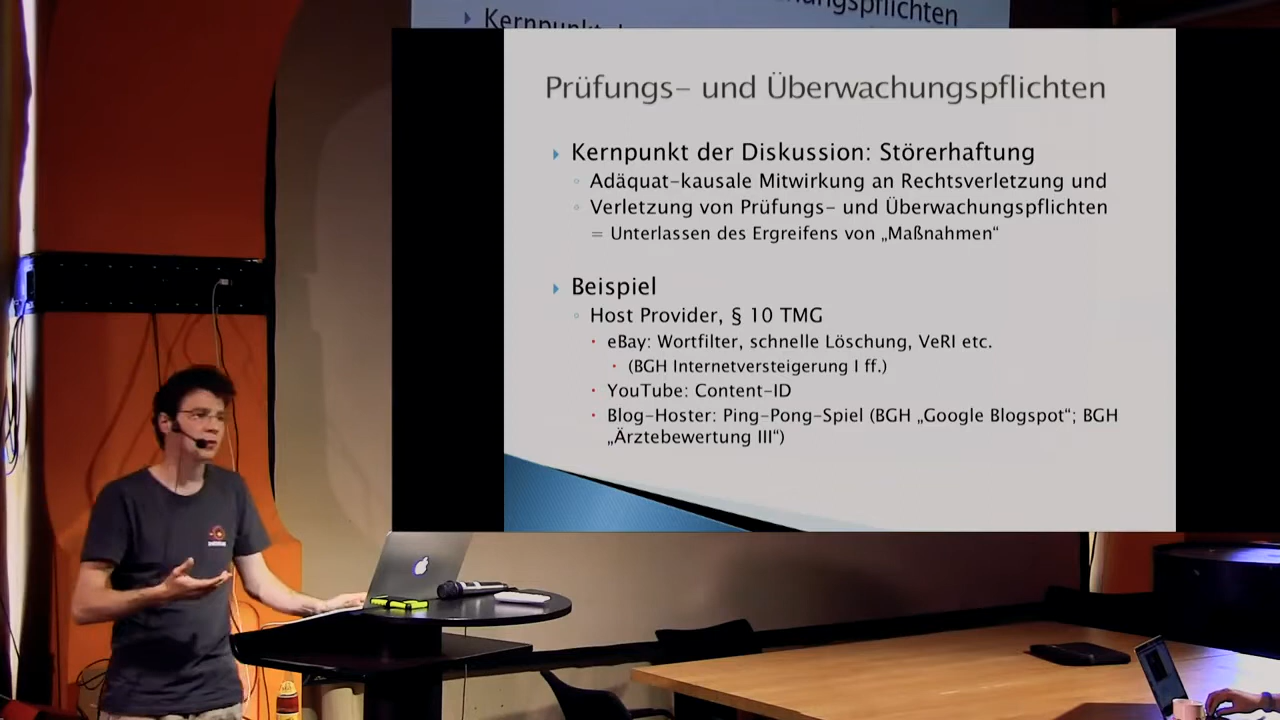 ngspflichten
Kernpunkt d
Prüfungs- und Überwachungspflichten
Kernpunkt der Diskussion: Störerhaftung
Adäquat-kausale Mitwirkung an Rechtsverletzung und
Verletzung von Prüfungs- und Überwachungspflichten
= Unterlassen des Ergreifens von „Maßnahmen“
Beispiel
Host Provider, § 10 TMG
eBay: Wortfilter, schnelle Löschung, VeRI etc.
(BGH Internetversteigerung I ff.)
YouTube: Content-ID
Blog-Hoster: Ping-Pong-Spiel (BGH „Google Blogspot“; BGH
„Ärztebewertung III“)